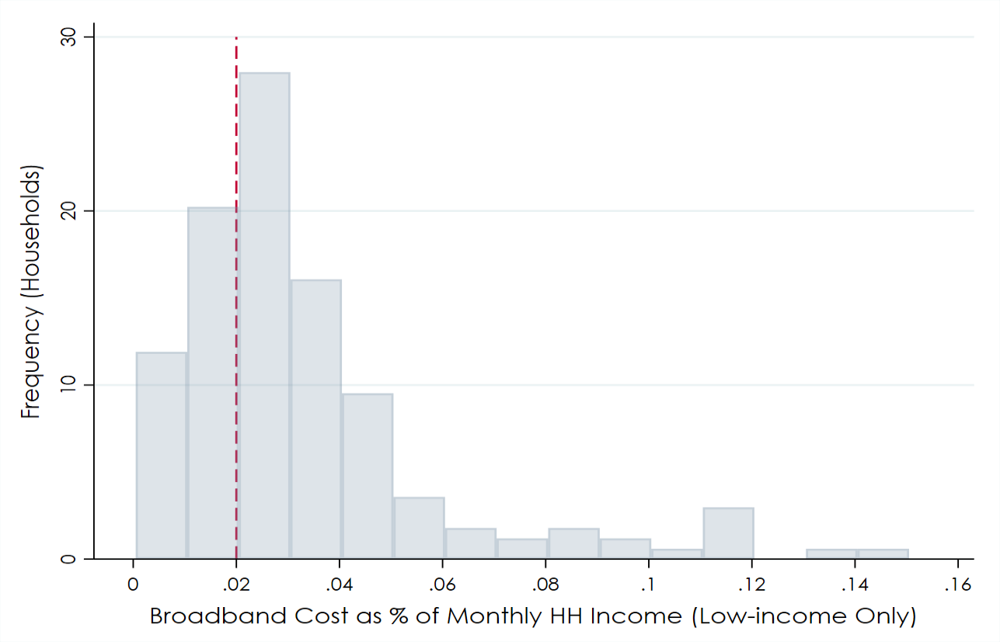 30
20
10
0
Frequency (Households)
0 .02 .04 .06 .08 .1 .12 .14 .16
Broadband Cost as % of Monthly HH Income (Low-income Only)